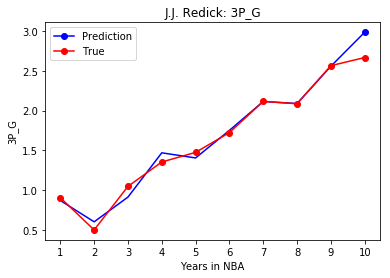 J.J. Redick: 3P_G
Prediction
True
3P_G
3.0
2.5
2.0
1.5
1.0
0.5
1 2 3 4 5 6 7 8 9 10
Years in NBA